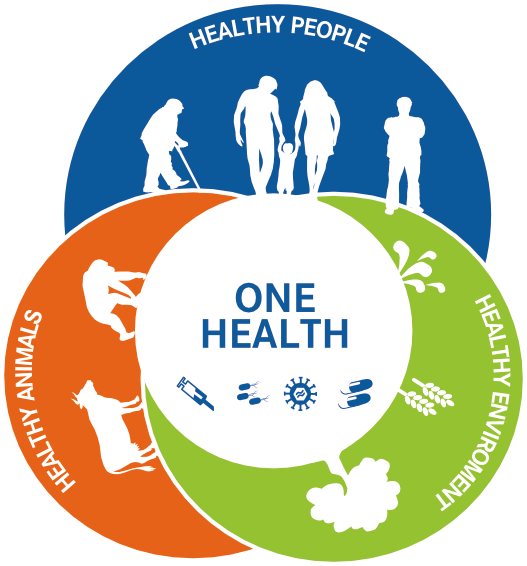 HEALTHY PEOPLE
ONE
HEALTH
HEALTHY ANIMALS
HEALTHY ENVIROMENT